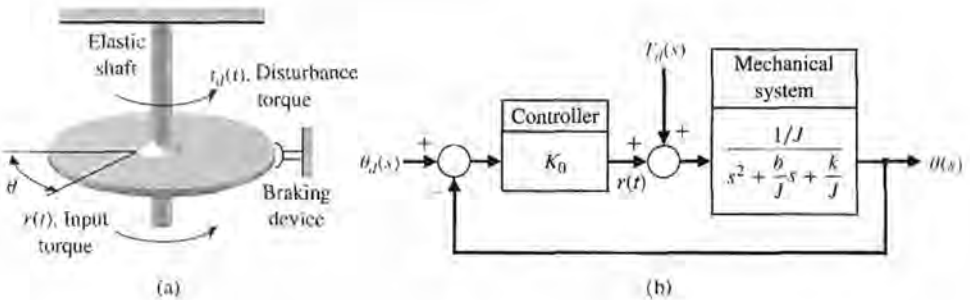 Elastic
shaft
t_d(t), Disturbance
torque
θ
r(t), Input
torque
Braking
device
(a)
θ_d(s)
+
−
Controller
K_0
+
r(t)
T_d(s)
+
Mechanical
system
1/J
s² + b/J s + k/J
θ(s)
(b)